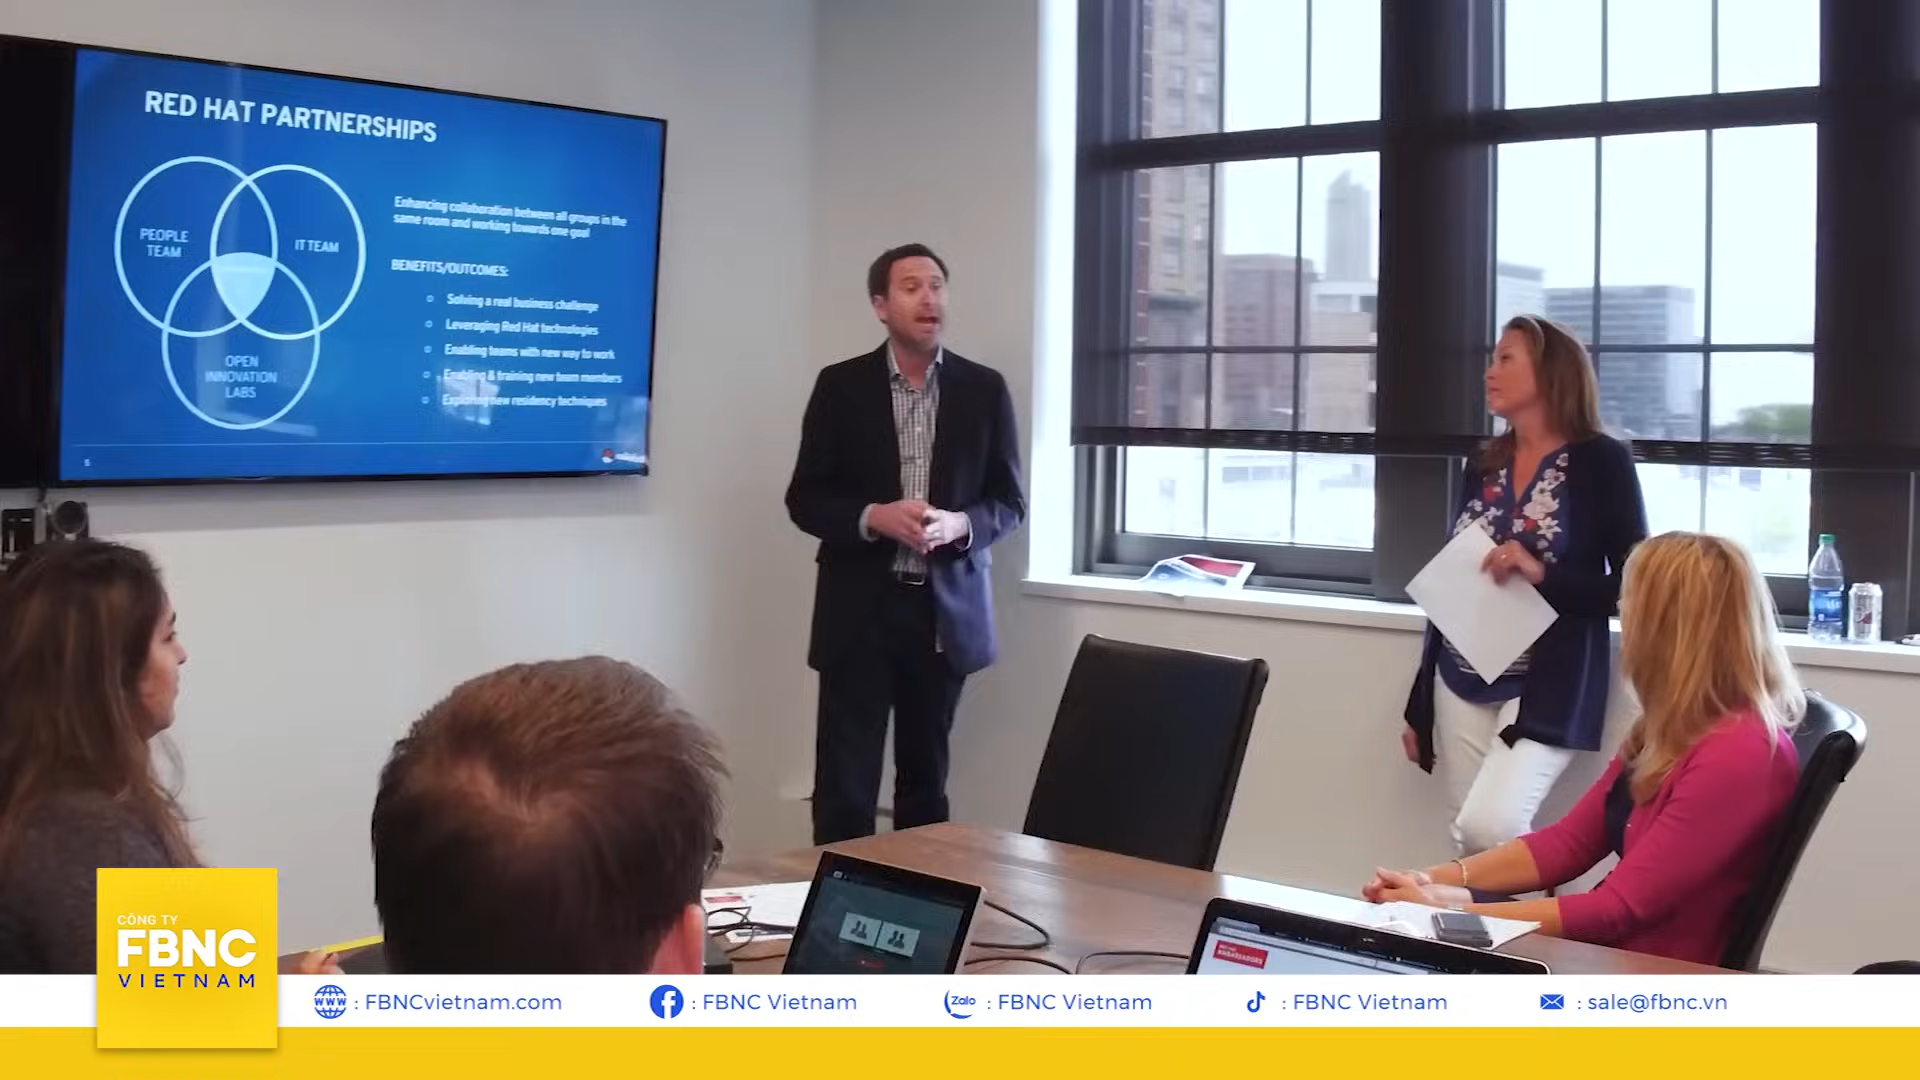 RED HAT PARTNERSHIPS
PEOPLE
TEAM
IT TEAM
OPEN
INNOVATION
LABS
Enhancing collaboration between all groups in the
same room and working towards one goal
BENEFITS/OUTCOMES:
Solving a real business challenge
Leveraging Red Hat technologies
Enabling teams with new way to work
Enabling & training new team members
Exploring new residency techniques
5
CÔNG TY
FBNC
VIETNAM
www : FBNCvietnam.com
: FBNC Vietnam
Zalo : FBNC Vietnam
: FBNC Vietnam
: sale@fbnc.vn